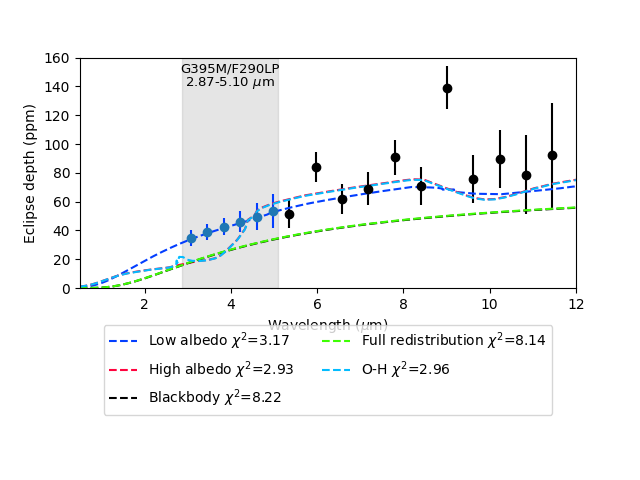 160
140
120
100
80
60
40
20
0
Eclipse depth (ppm)
G395M/F290LP
2.87-5.10 μm
2 4 6 8 10 12
Wavelength (μm)
Low albedo χ²=3.17
High albedo χ²=2.93
Blackbody χ²=8.22
Full redistribution χ²=8.14
O-H χ²=2.96